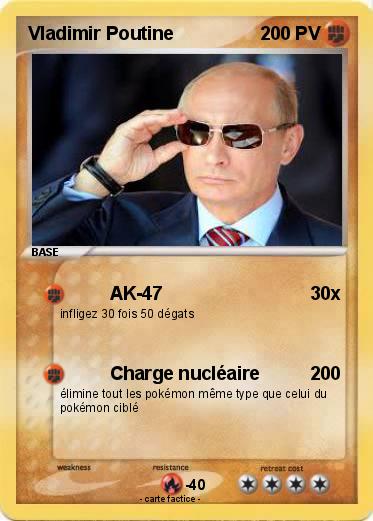 Vladimir Poutine 200 PV
BASE
AK-47 30x
infligez 30 fois 50 dégats
Charge nucléaire 200
élimine tout les pokémon même type que celui du
pokémon ciblé
weakness resistance retreat cost
-40
- carte factice -